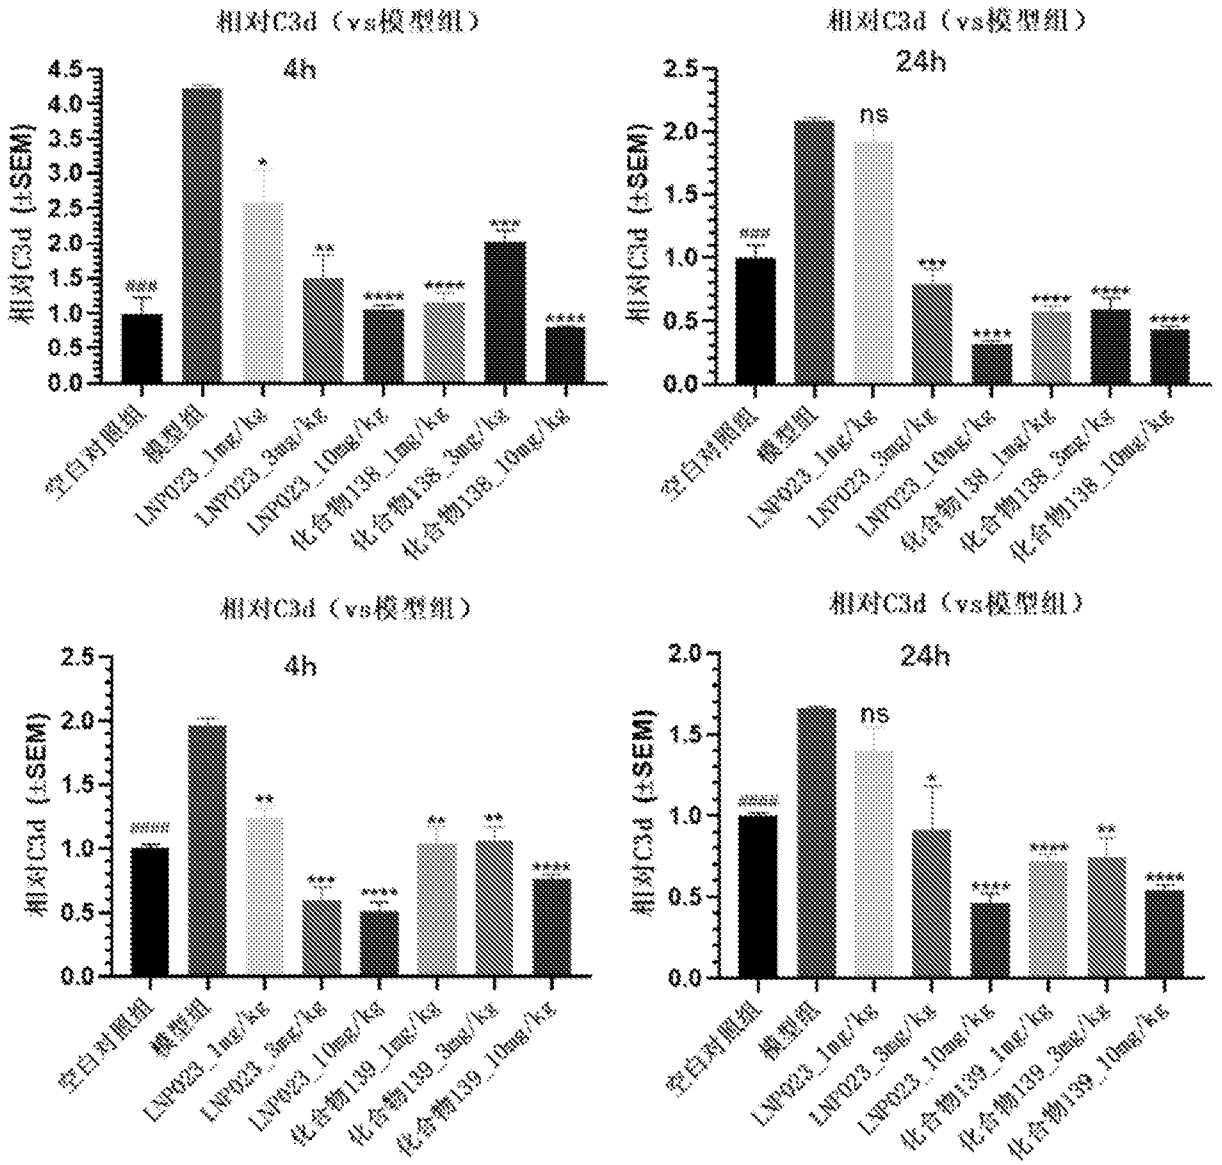 相对C3d（vs模型组）
4h
相对C3d (±SEM)
4.5
4.0
3.5
3.0
2.5
2.0
1.5
1.0
0.5
0.0
###
*
**
****
****
***
****
空白对照组
模型组
LNP023_1mg/kg
LNP023_3mg/kg
LNP023_10mg/kg
化合物138_1mg/kg
化合物138_3mg/kg
化合物138_10mg/kg
相对C3d（vs模型组）
24h
相对C3d (±SEM)
2.5
2.0
1.5
1.0
0.5
0.0
###
ns
***
****
****
****
****
空白对照组
模型组
LNP023_1mg/kg
LNP023_3mg/kg
LNP023_10mg/kg
化合物138_1mg/kg
化合物138_3mg/kg
化合物138_10mg/kg
相对C3d（vs模型组）
4h
相对C3d (±SEM)
2.5
2.0
1.5
1.0
0.5
0.0
####
**
***
****
**
**
****
空白对照组
模型组
LNP023_1mg/kg
LNP023_3mg/kg
LNP023_10mg/kg
化合物139_1mg/kg
化合物139_3mg/kg
化合物139_10mg/kg
相对C3d（vs模型组）
24h
相对C3d (±SEM)
2.0
1.5
1.0
0.5
0.0
####
ns
*
****
****
**
****
空白对照组
模型组
LNP023_1mg/kg
LNP023_3mg/kg
LNP023_10mg/kg
化合物139_1mg/kg
化合物139_3mg/kg
化合物139_10mg/kg